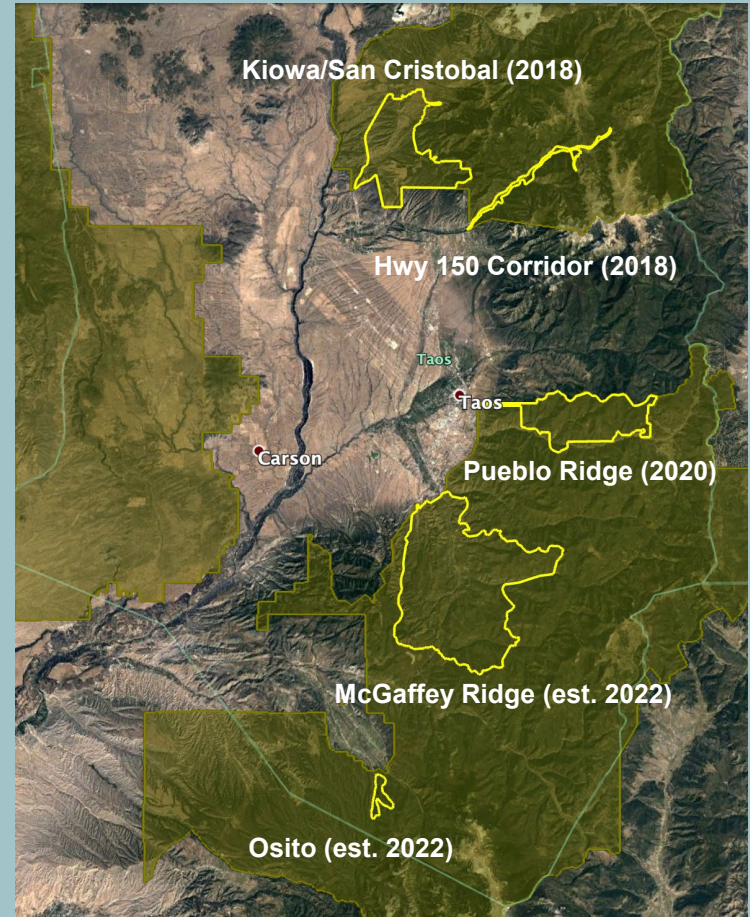 Kiowa/San Cristobal (2018)
Hwy 150 Corridor (2018)
Taos
Taos
Carson
Pueblo Ridge (2020)
McGaffey Ridge (est. 2022)
Osito (est. 2022)